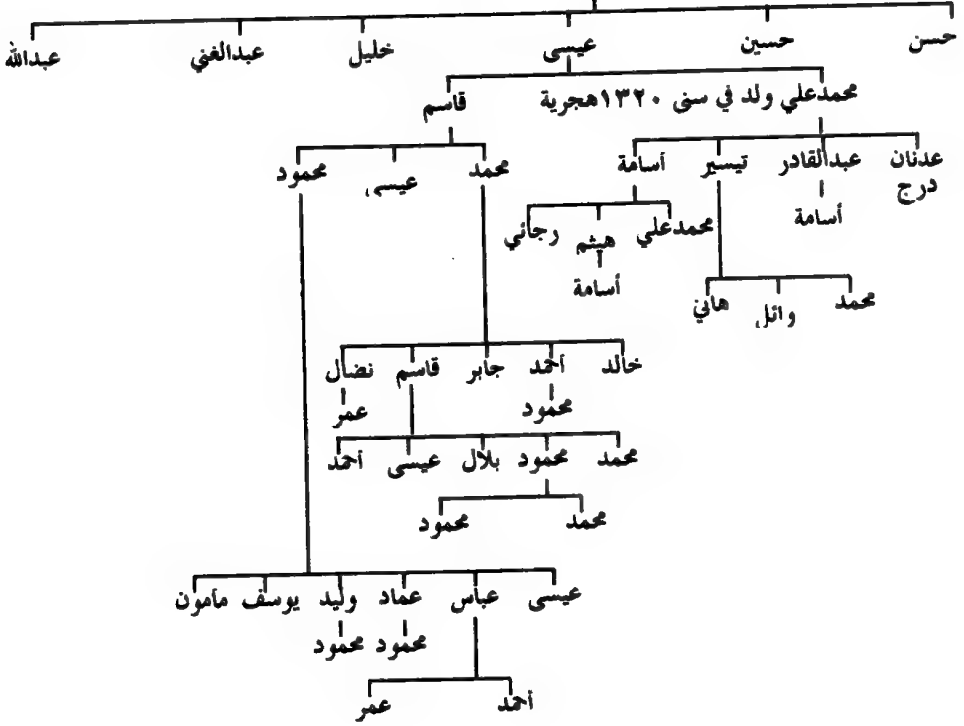 حسن حسين عيسى خليل عبدالغني عبدالله
محمدعلي ولد في سنى ١٣٢٠هجرية قاسم
عدنان عبدالقادر تيسير أسامة محمد عيسى محمود
درج أسامة
محمدعلي هيثم رجائي
أسامة
محمد وائل هاني
خالد أحمد جابر قاسم نضال
محمود عمر
محمد محمود بلال عيسى أحمد
محمد محمود
عيسى عباس عماد وليد يوسف مأمون
محمود محمود
أحمد عمر